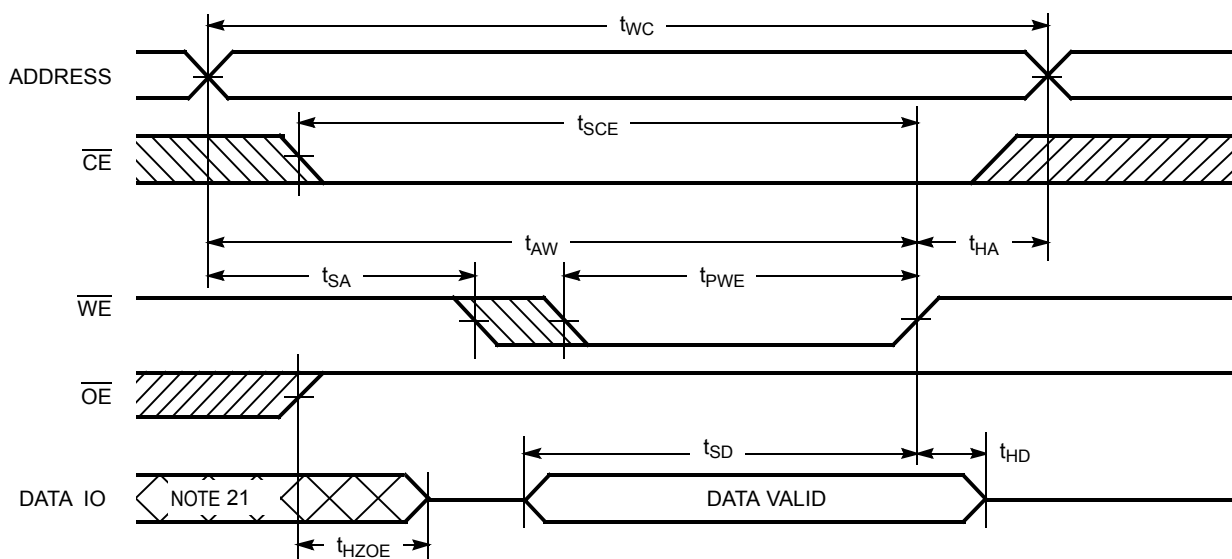 tWC
ADDRESS
tSCE
CE
tAW
tHA
tSA
tPWE
WE
OE
tSD
tHD
DATA IO
NOTE 21
DATA VALID
tHZOE